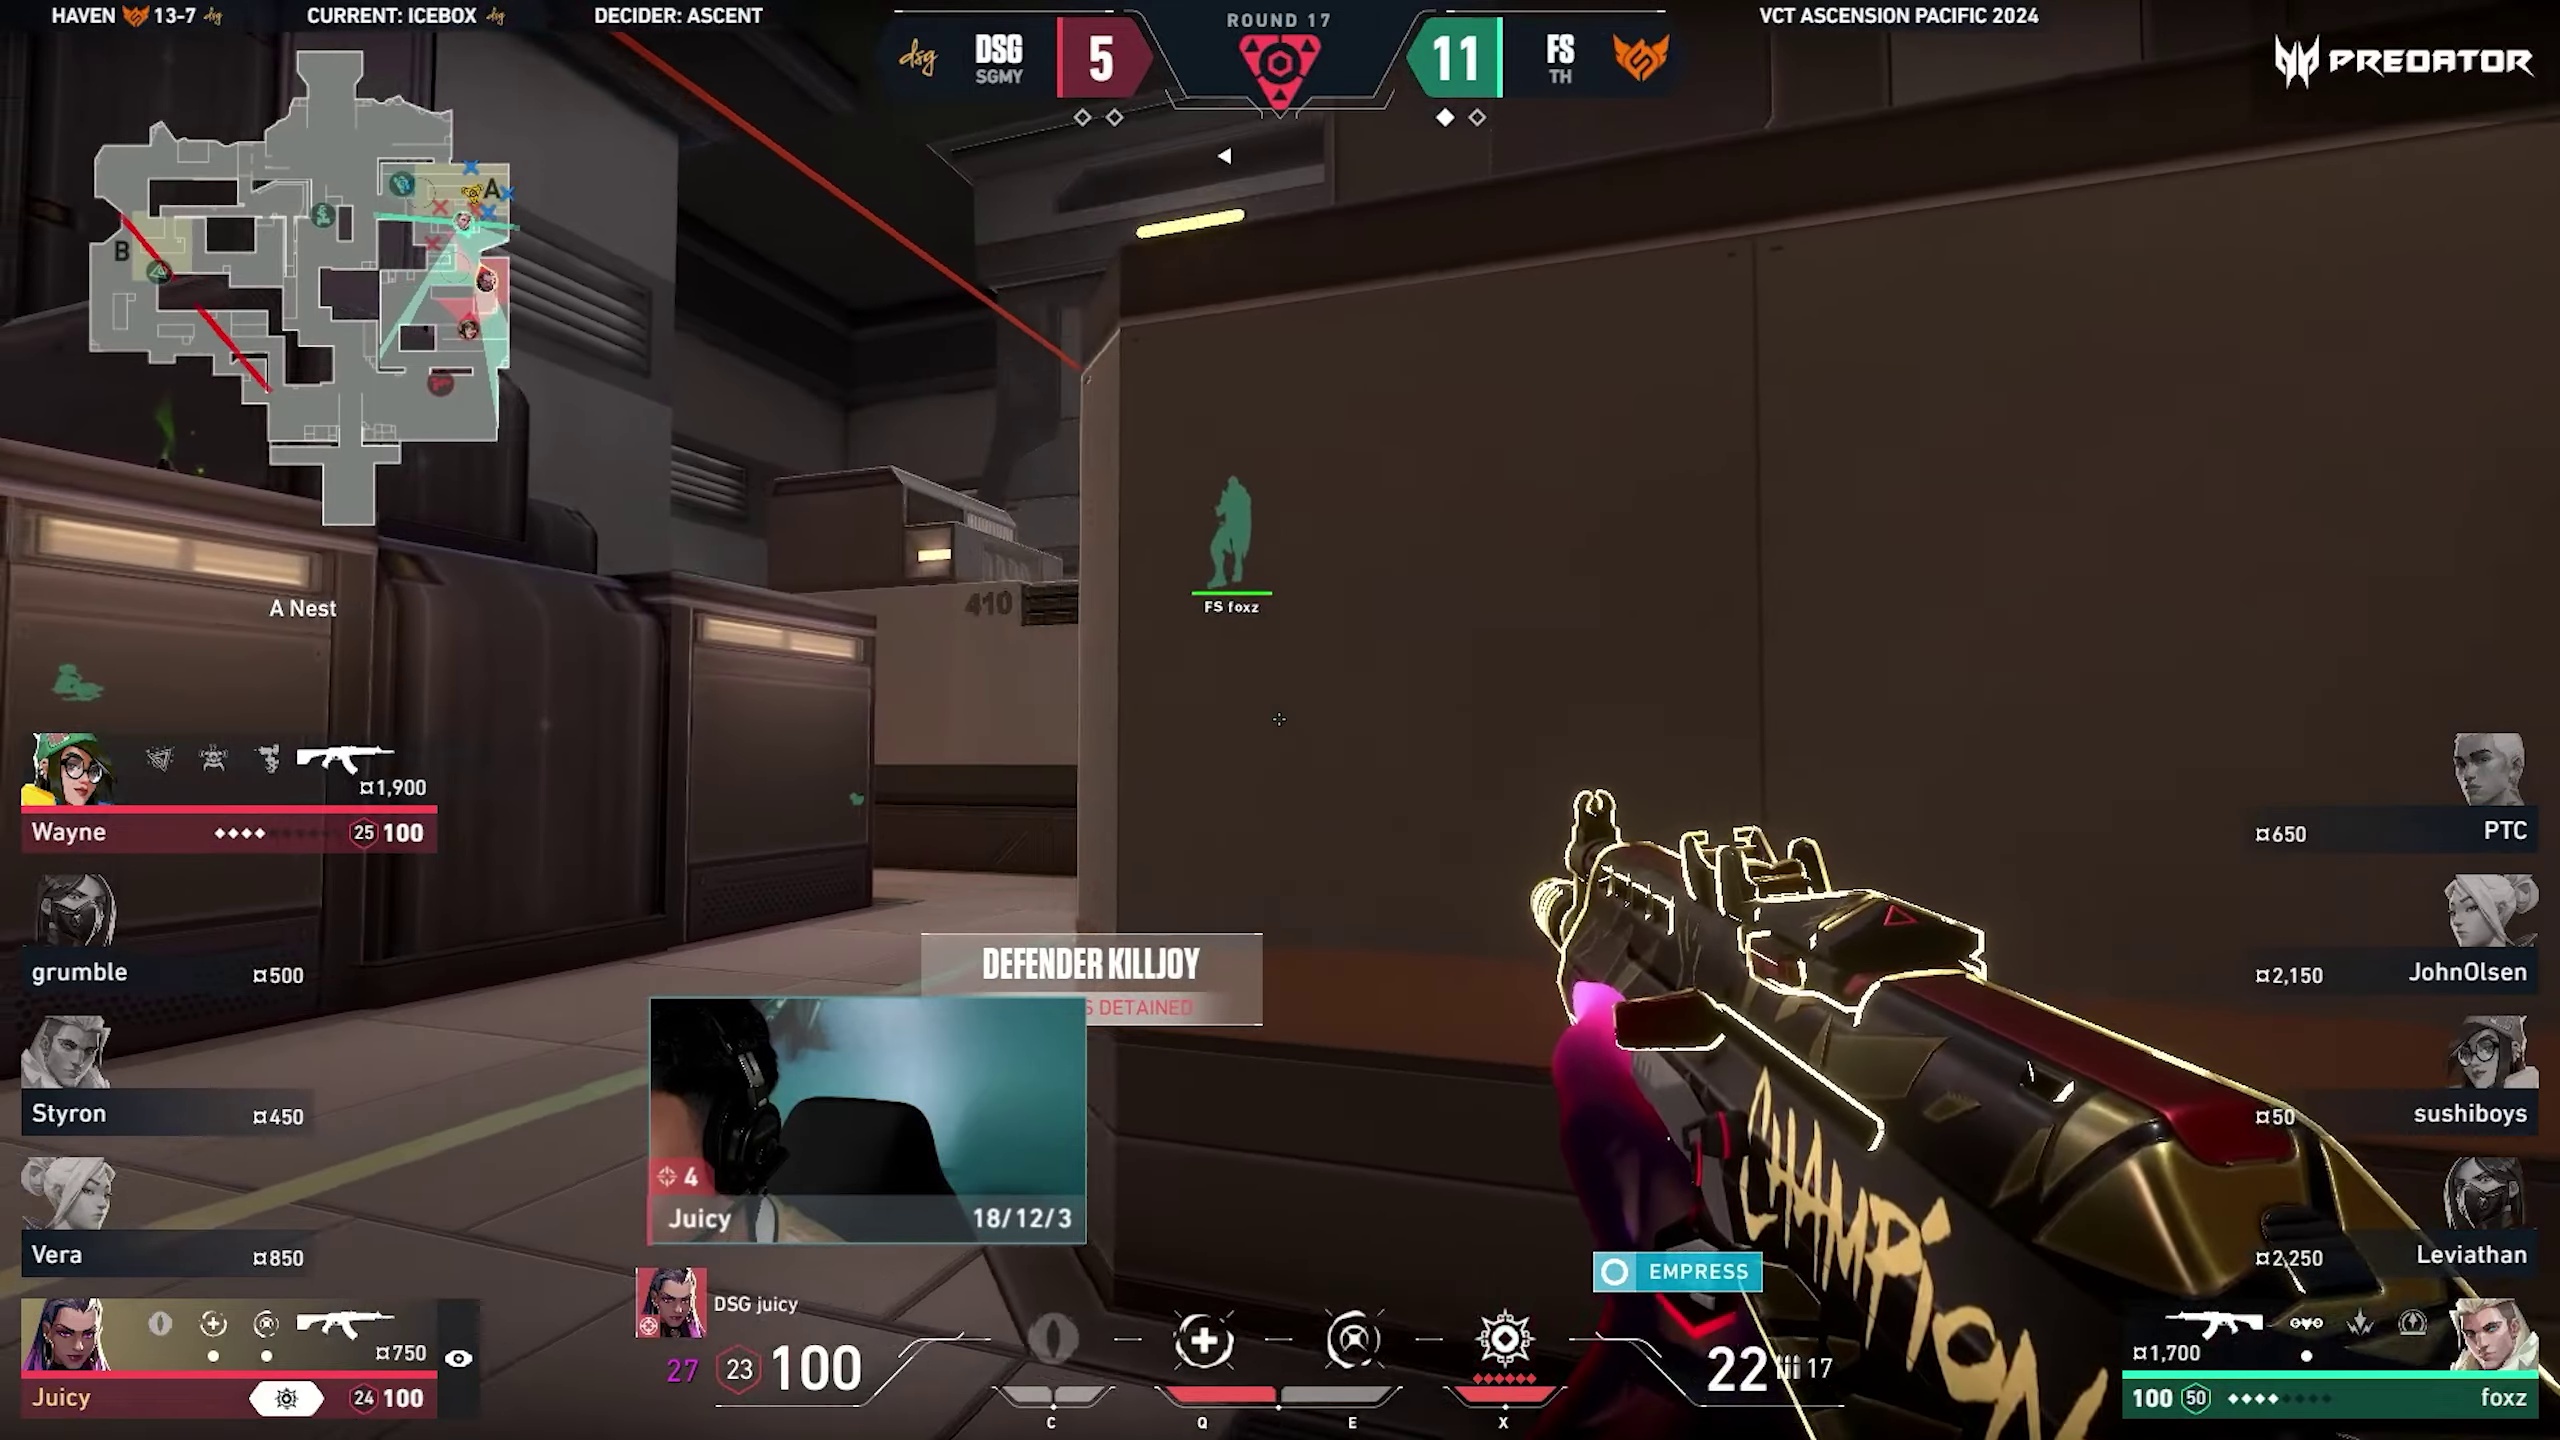 HAVEN 13-7 dsg
CURRENT: ICEBOX dsg
DECIDER: ASCENT
dsg DSG SGMY 5
ROUND 17
11 FS TH
VCT ASCENSION PACIFIC 2024
PREDATOR
A
B
410
FS foxz
A Nest
¤1,900
Wayne 25 100
grumble ¤500
Styron ¤450
Vera ¤850
¤750
Juicy 24 100
DEFENDER KILLJOY
S DETAINED
4
Juicy 18/12/3
DSG juicy
27 23 100
C Q E X
EMPRESS
22 17
CHAMPION
¤650 PTC
¤2,150 JohnOlsen
¤50 sushiboys
¤2,250 Leviathan
¤1,700
100 50 foxz